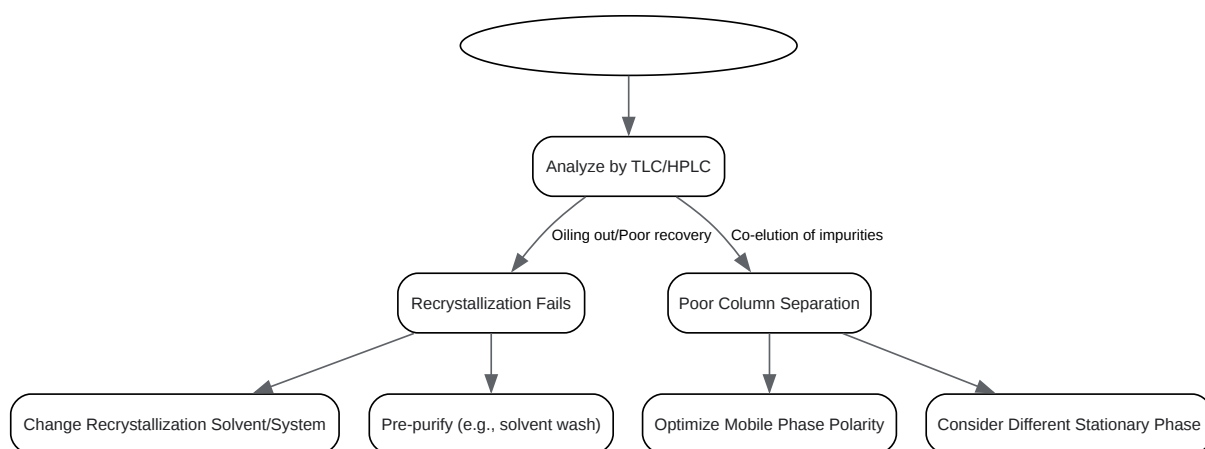 Analyze by TLC/HPLC
Oiling out/Poor recovery
Co-elution of impurities
Recrystallization Fails
Poor Column Separation
Change Recrystallization Solvent/System
Pre-purify (e.g., solvent wash)
Optimize Mobile Phase Polarity
Consider Different Stationary Phase